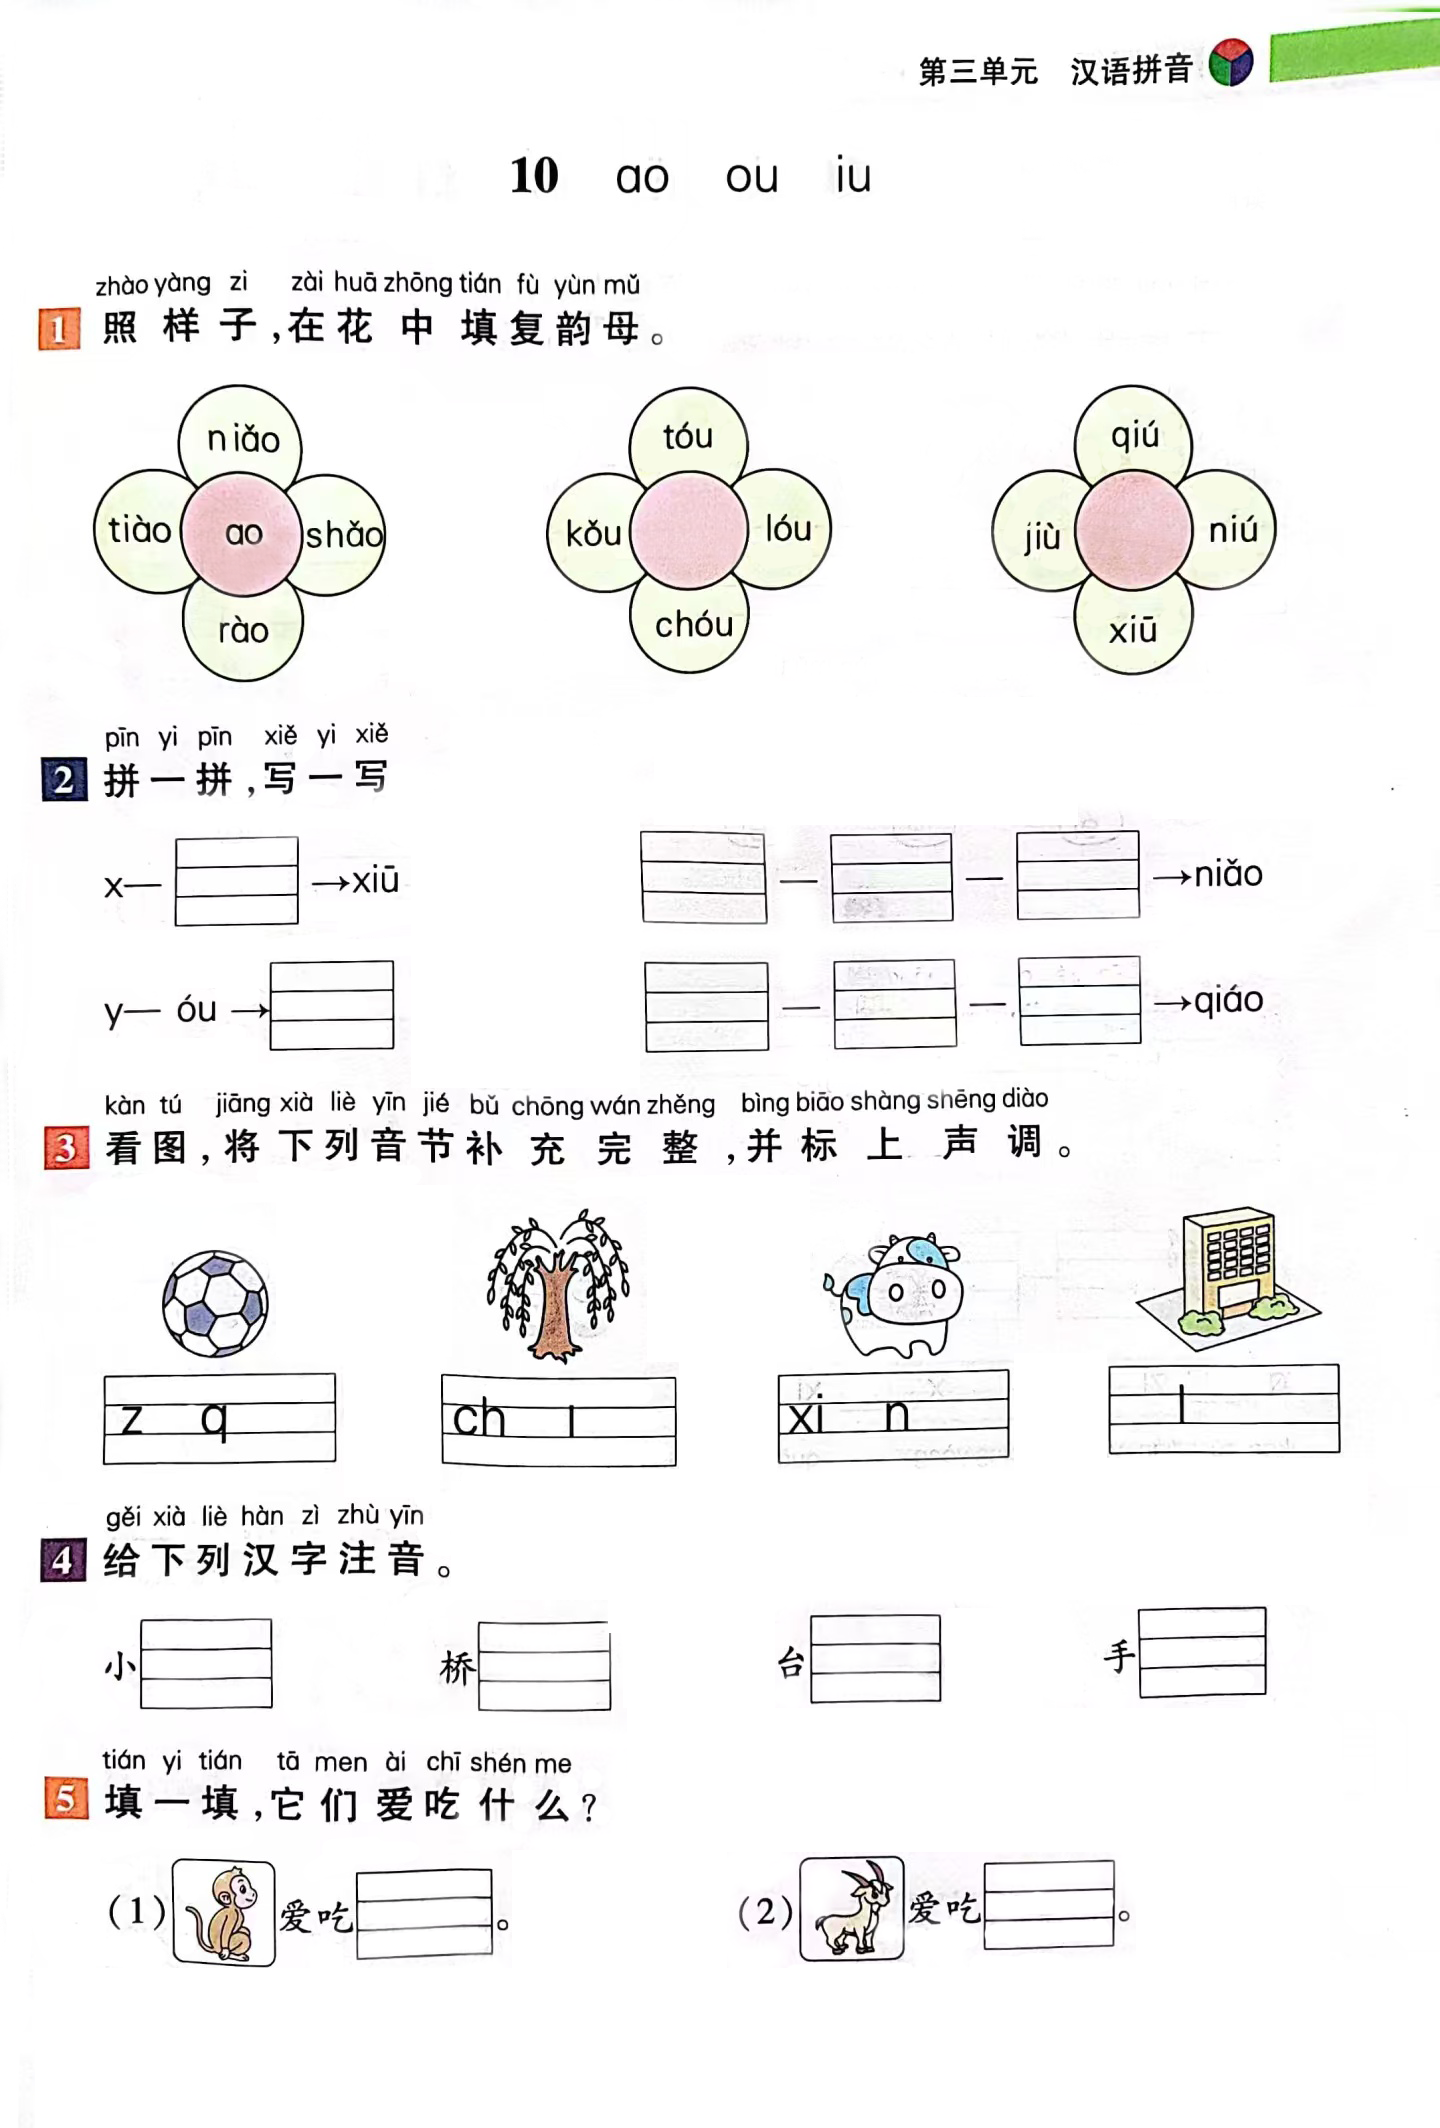 第三单元 汉语拼音
10 ao ou iu
zhào yàng zi zài huā zhōng tián fù yùn mǔ
1 照样子,在花中填复韵母。
niǎo tóu qiú
tiào ao shǎo kǒu lóu jiù niú
rào chóu xiū
pīn yi pīn xiě yi xiě
2 拼一拼,写一写
x— →xiū — — →niǎo
y— óu → — — →qiáo
kàn tú jiāng xià liè yīn jié bǔ chōng wán zhěng bìng biāo shàng shēng diào
3 看图,将下列音节补充完整,并标上声调。
z q ch l xi n l
gěi xià liè hàn zì zhù yīn
4 给下列汉字注音。
小 桥 台 手
tián yi tián tā men ài chī shén me
5 填一填,它们爱吃什么?
(1) 爱吃 。 (2) 爱吃 。